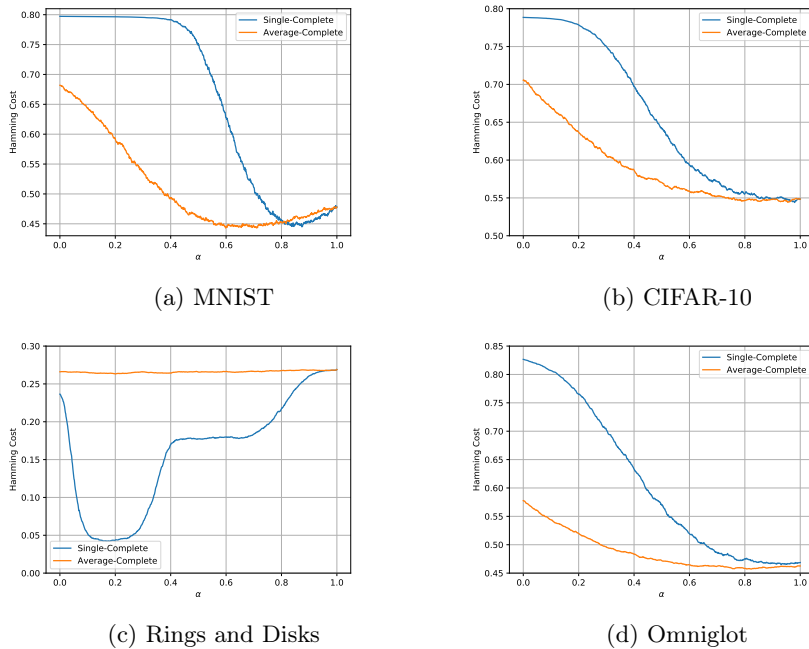 0.80
0.75
0.70
0.65
0.60
0.55
0.50
0.45
Hamming Cost
0.0 0.2 0.4 0.6 0.8 1.0
α
Single-Complete
Average-Complete
(a) MNIST
0.80
0.75
0.70
0.65
0.60
0.55
0.50
Hamming Cost
0.0 0.2 0.4 0.6 0.8 1.0
α
Single-Complete
Average-Complete
(b) CIFAR-10
0.30
0.25
0.20
0.15
0.10
0.05
0.00
Hamming Cost
0.0 0.2 0.4 0.6 0.8 1.0
α
Single-Complete
Average-Complete
(c) Rings and Disks
0.85
0.80
0.75
0.70
0.65
0.60
0.55
0.50
0.45
Hamming Cost
0.0 0.2 0.4 0.6 0.8 1.0
α
Single-Complete
Average-Complete
(d) Omniglot